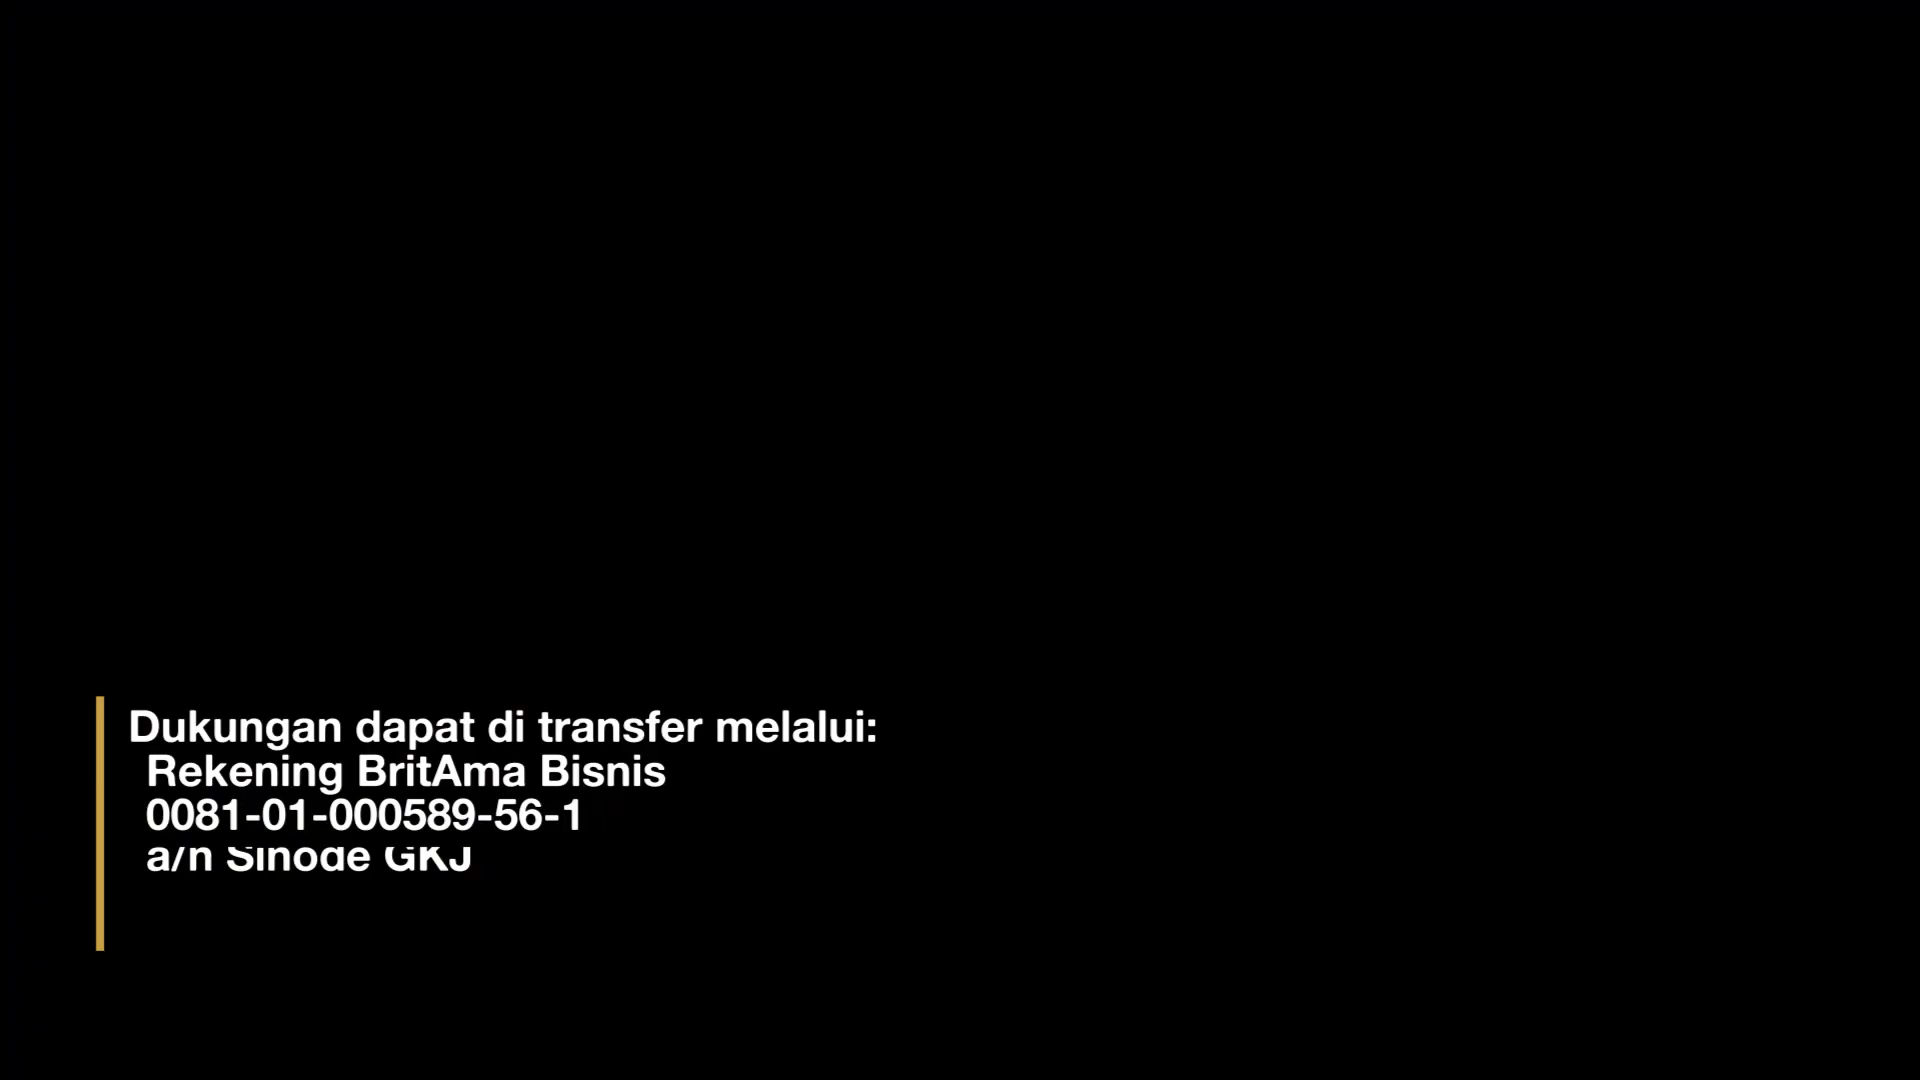 Dukungan dapat di transfer melalui:
Rekening BritAma Bisnis
0081-01-000589-56-1
a/n Sinode GKJ